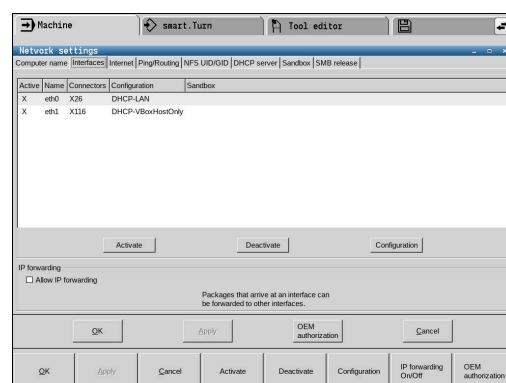 Machine
smart.Turn
Tool editor
Network settings
Computer name Interfaces Internet Ping/Routing NFS UID/GID DHCP server Sandbox SMB release
Active Name Connectors Configuration Sandbox
X eth0 X26 DHCP-LAN
X eth1 X116 DHCP-VBoxHostOnly
Activate Deactivate Configuration
IP forwarding
Allow IP forwarding
Packages that arrive at an interface can
be forwarded to other interfaces.
OK Apply OEM authorization Cancel
OK Apply Cancel Activate Deactivate Configuration IP forwarding On/Off OEM authorization